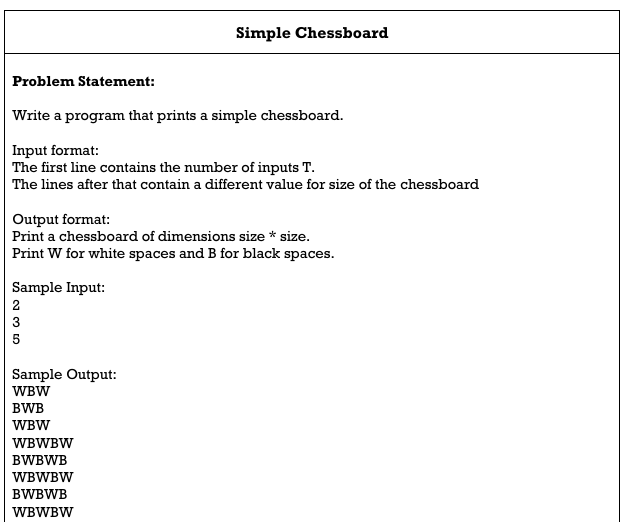 Simple Chessboard
Problem Statement:
Write a program that prints a simple chessboard.
Input format:
The first line contains the number of inputs T.
The lines after that contain a different value for size of the chessboard
Output format:
Print a chessboard of dimensions size * size.
Print W for white spaces and B for black spaces.
Sample Input:
2
3
5
Sample Output:
WBW
BWB
WBW
WBWBW
BWBWB
WBWBW
BWBWB
WBWBW